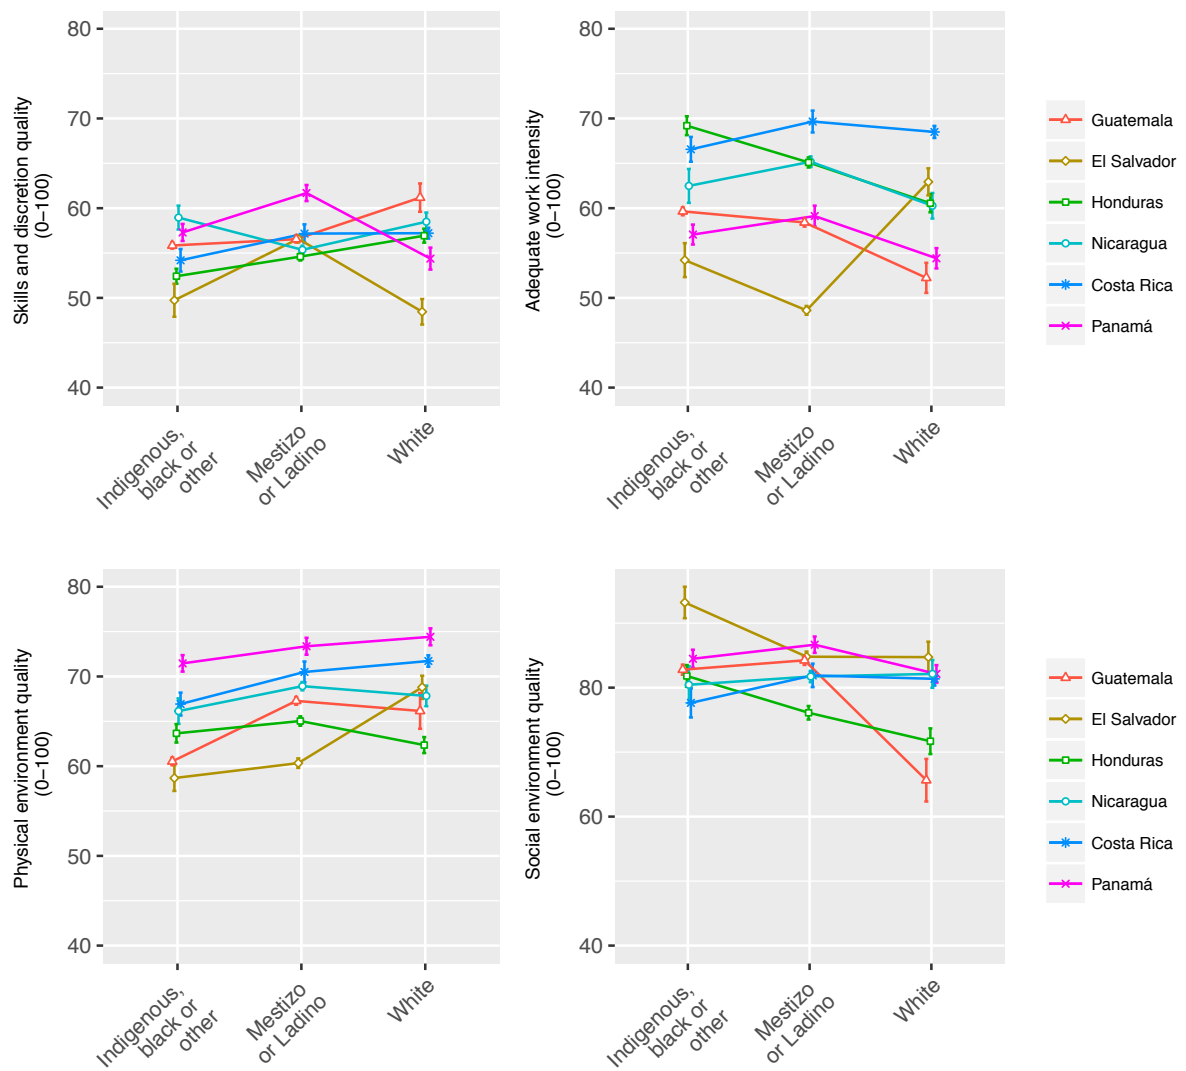 Skills and discretion quality
(0–100)
80
70
60
50
40
Indigenous,
black or
other
Mestizo
or Ladino
White
Adequate work intensity
(0–100)
80
70
60
50
40
Indigenous,
black or
other
Mestizo
or Ladino
White
Guatemala
El Salvador
Honduras
Nicaragua
Costa Rica
Panamá
Physical environment quality
(0–100)
80
70
60
50
40
Indigenous,
black or
other
Mestizo
or Ladino
White
Social environment quality
(0–100)
80
60
40
Indigenous,
black or
other
Mestizo
or Ladino
White
Guatemala
El Salvador
Honduras
Nicaragua
Costa Rica
Panamá